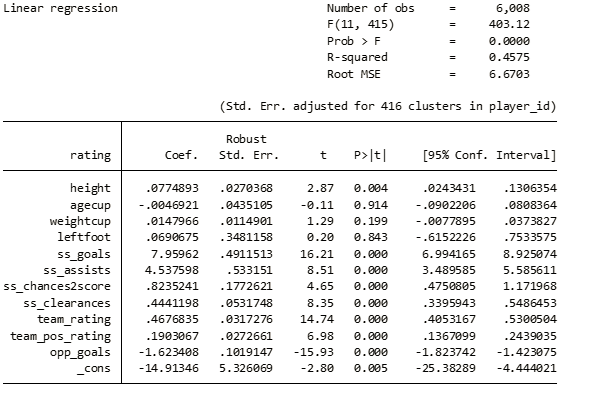 Linear regression Number of obs = 6,008
F(11, 415) = 403.12
Prob > F = 0.0000
R-squared = 0.4575
Root MSE = 6.6703
(Std. Err. adjusted for 416 clusters in player_id)
Robust
rating Coef. Std. Err. t P>|t| [95% Conf. Interval]
height .0774893 .0270368 2.87 0.004 .0243431 .1306354
agecup -.0046921 .0435105 -0.11 0.914 -.0902206 .0808364
weightcup .0147966 .0114901 1.29 0.199 -.0077895 .0373827
leftfoot .0690675 .3481158 0.20 0.843 -.6152226 .7533575
ss_goals 7.95962 .4911503 16.21 0.000 6.994165 8.925074
ss_assists 4.537598 .533151 8.51 0.000 3.489585 5.585611
ss_chances2score .8235241 .1772621 4.65 0.000 .4750805 1.171968
ss_clearances .4441198 .0531748 8.35 0.000 .3395943 .5486453
team_rating .4676835 .0317276 14.74 0.000 .4053167 .5300504
team_pos_rating .1903067 .0272661 6.98 0.000 .1367099 .2439035
opp_goals -1.623408 .1019147 -15.93 0.000 -1.823742 -1.423075
_cons -14.91346 5.326069 -2.80 0.005 -25.38289 -4.444021